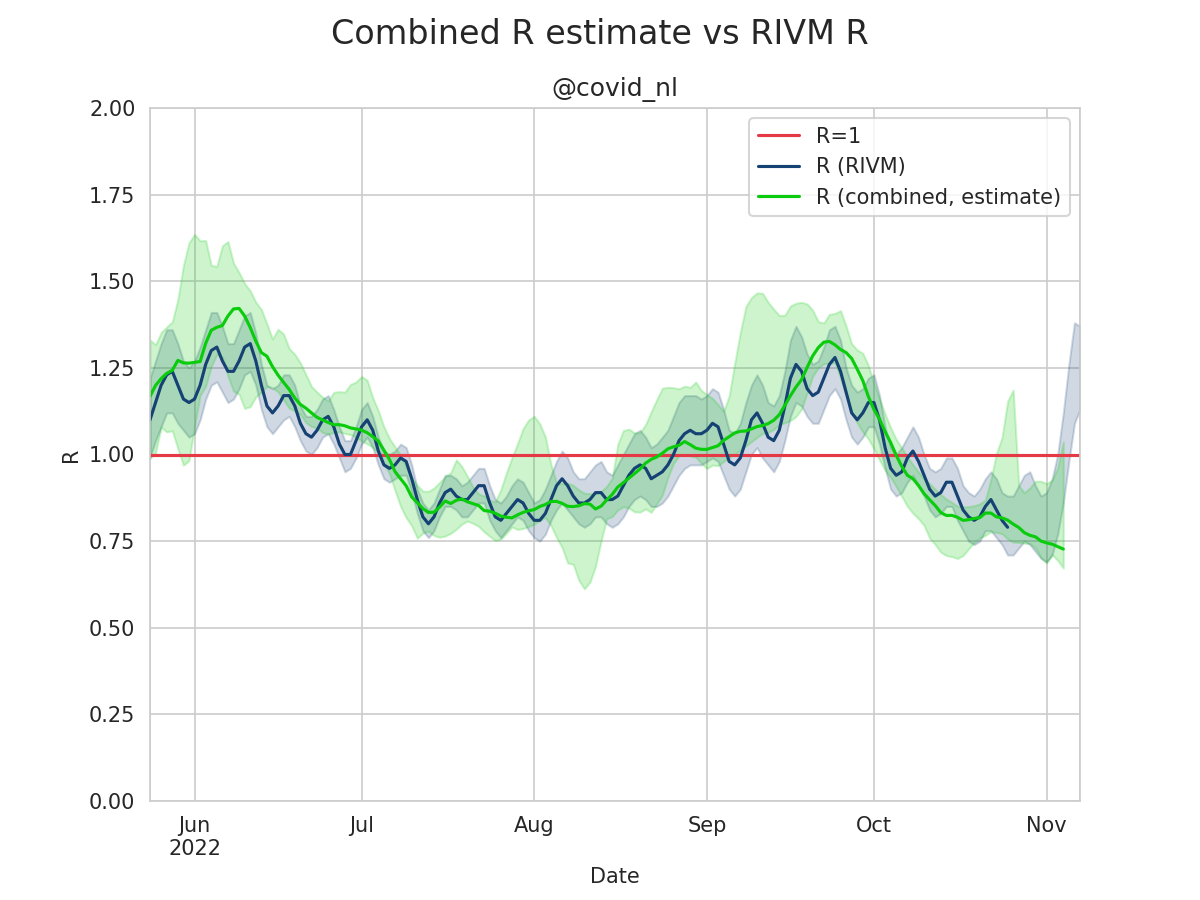 Combined R estimate vs RIVM R
@covid_nl
2.00
1.75
1.50
1.25
1.00
0.75
0.50
0.25
0.00
R
R=1
R (RIVM)
R (combined, estimate)
Jun
2022
Jul
Aug
Sep
Oct
Nov
Date